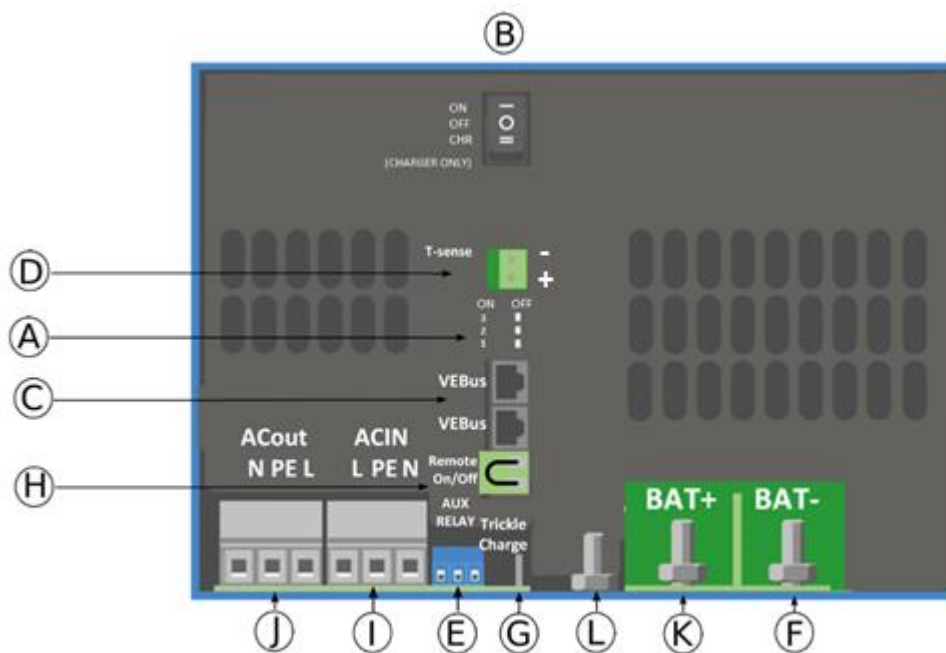 B
ON
OFF
CHR
(CHARGER ONLY)
D
T-sense
-
+
ON OFF
A
3
2
1
C
VEBus
VEBus
ACout
N PE L
ACIN
L PE N
H
Remote
On/Off
AUX
RELAY
Trickle
Charge
BAT+
BAT-
J
I
E
G
L
K
F